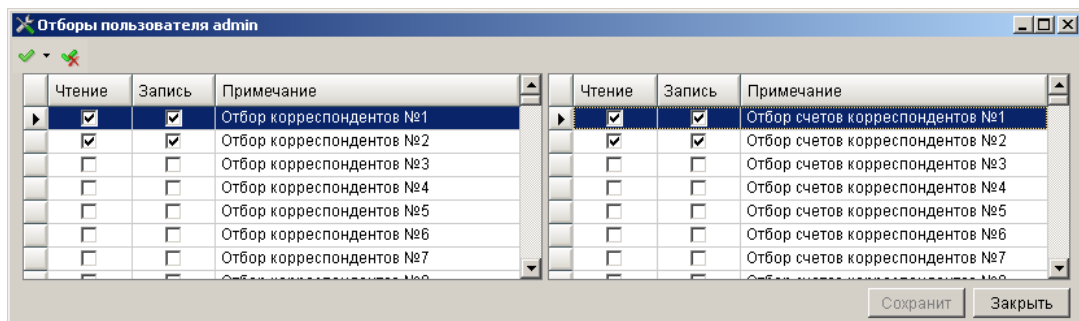 Отборы пользователя admin
Чтение Запись Примечание Чтение Запись Примечание
Отбор корреспондентов №1 Отбор счетов корреспондентов №1
Отбор корреспондентов №2 Отбор счетов корреспондентов №2
Отбор корреспондентов №3 Отбор счетов корреспондентов №3
Отбор корреспондентов №4 Отбор счетов корреспондентов №4
Отбор корреспондентов №5 Отбор счетов корреспондентов №5
Отбор корреспондентов №6 Отбор счетов корреспондентов №6
Отбор корреспондентов №7 Отбор счетов корреспондентов №7
Сохранит Закрыть